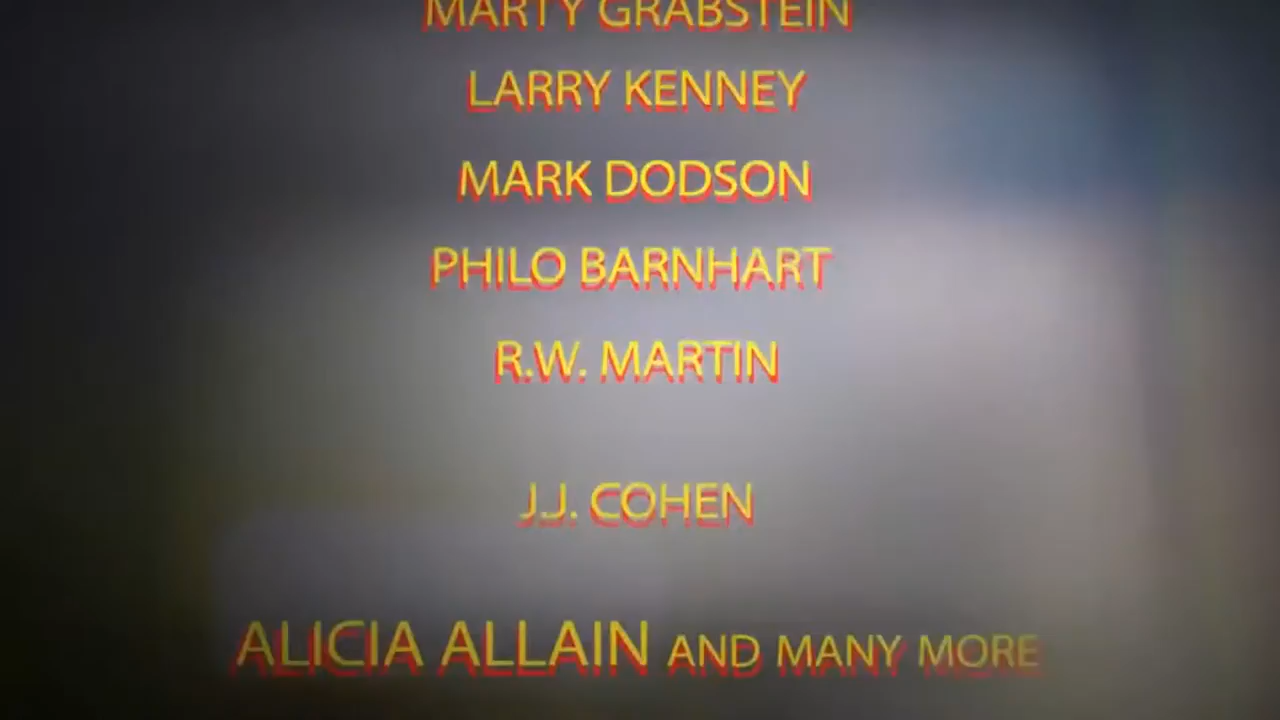 MARTY GRABSTEIN
LARRY KENNEY
MARK DODSON
PHILO BARNHART
R.W. MARTIN
J.J. COHEN
ALICIA ALLAIN AND MANY MORE